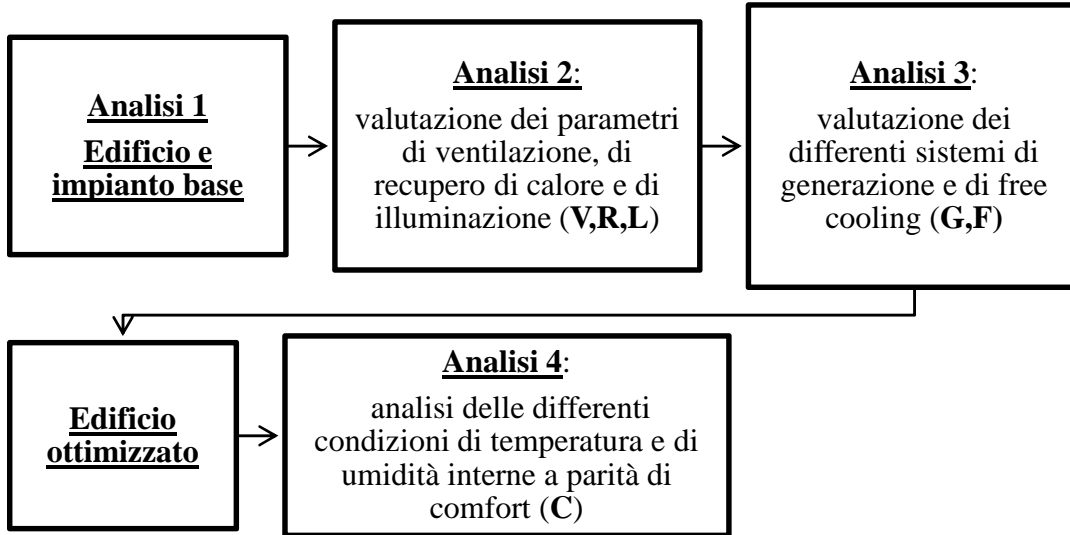 Analisi 1
Edificio e
impianto base
Analisi 2:
valutazione dei parametri
di ventilazione, di
recupero di calore e di
illuminazione (V,R,L)
Analisi 3:
valutazione dei
differenti sistemi di
generazione e di free
cooling (G,F)
Edificio
ottimizzato
Analisi 4:
analisi delle differenti
condizioni di temperatura e di
umidità interne a parità di
comfort (C)